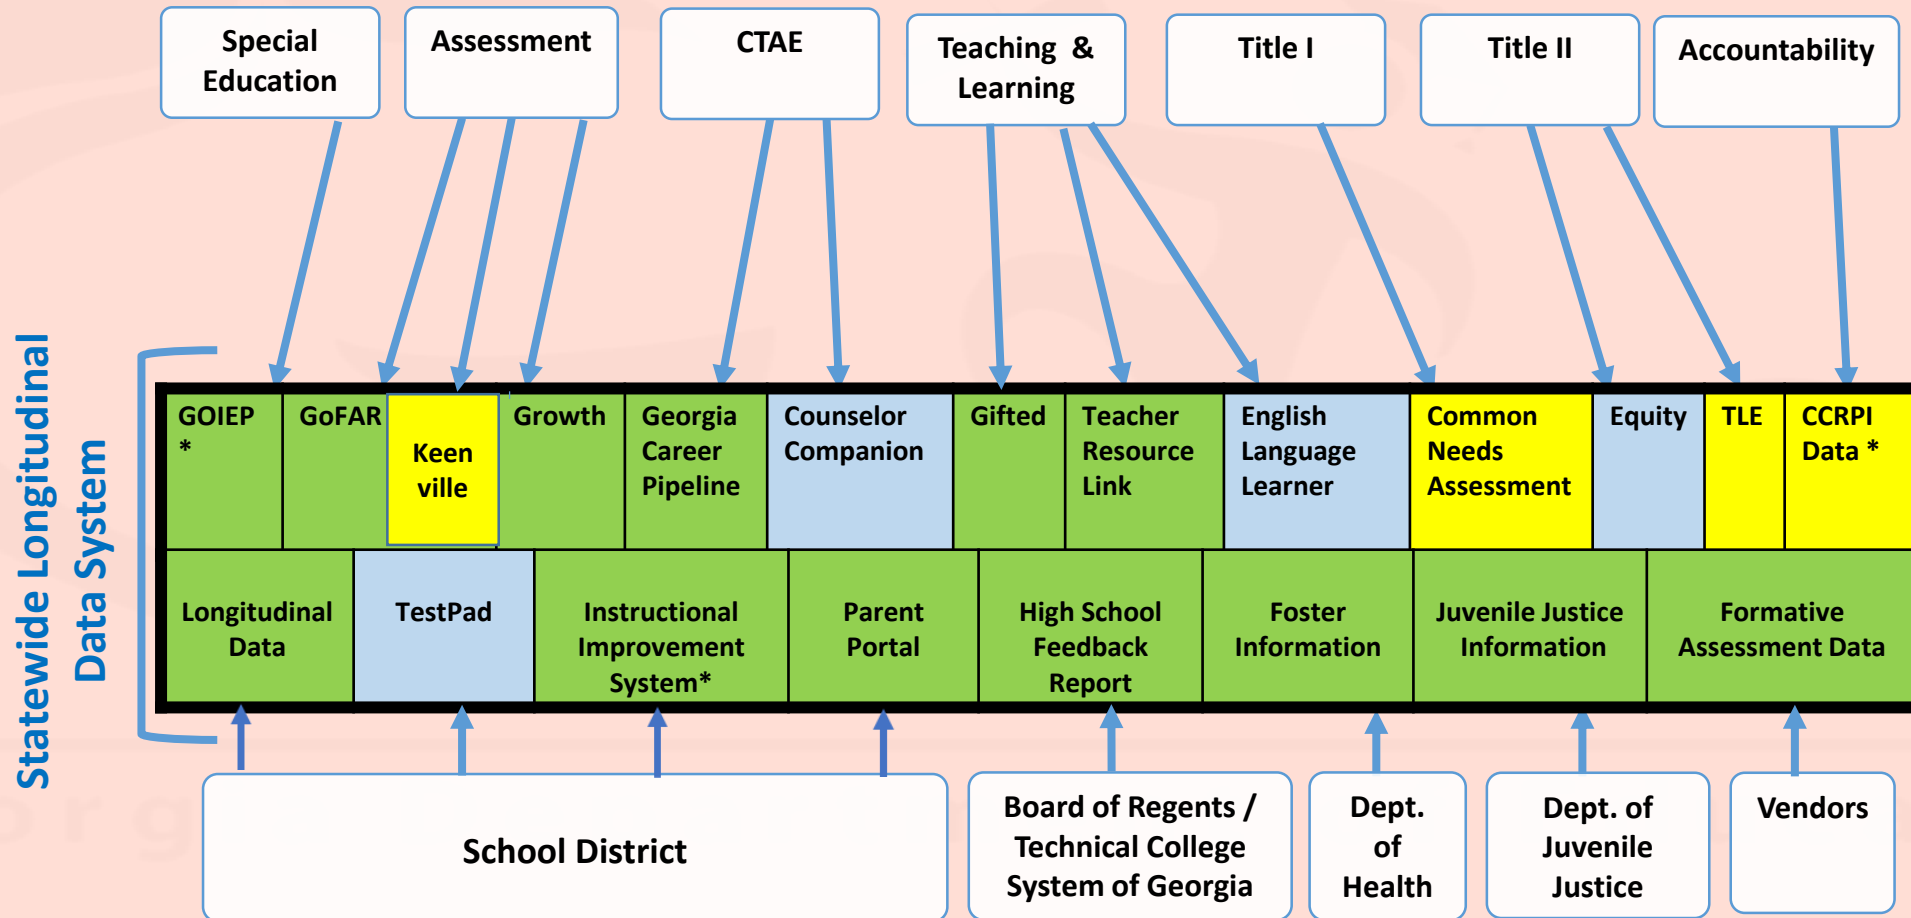 Special
Education
Assessment
CTAE
Teaching &
Learning
Title I
Title II
Accountability
Statewide Longitudinal
Data System
GOIEP
*
GoFAR
Keen
ville
Growth
Georgia
Career
Pipeline
Counselor
Companion
Gifted
Teacher
Resource
Link
English
Language
Learner
Common
Needs
Assessment
Equity
TLE
CCRPI
Data *
Longitudinal
Data
TestPad
Instructional
Improvement
System*
Parent
Portal
High School
Feedback
Report
Foster
Information
Juvenile Justice
Information
Formative
Assessment Data
School District
Board of Regents /
Technical College
System of Georgia
Dept.
of
Health
Dept. of
Juvenile
Justice
Vendors